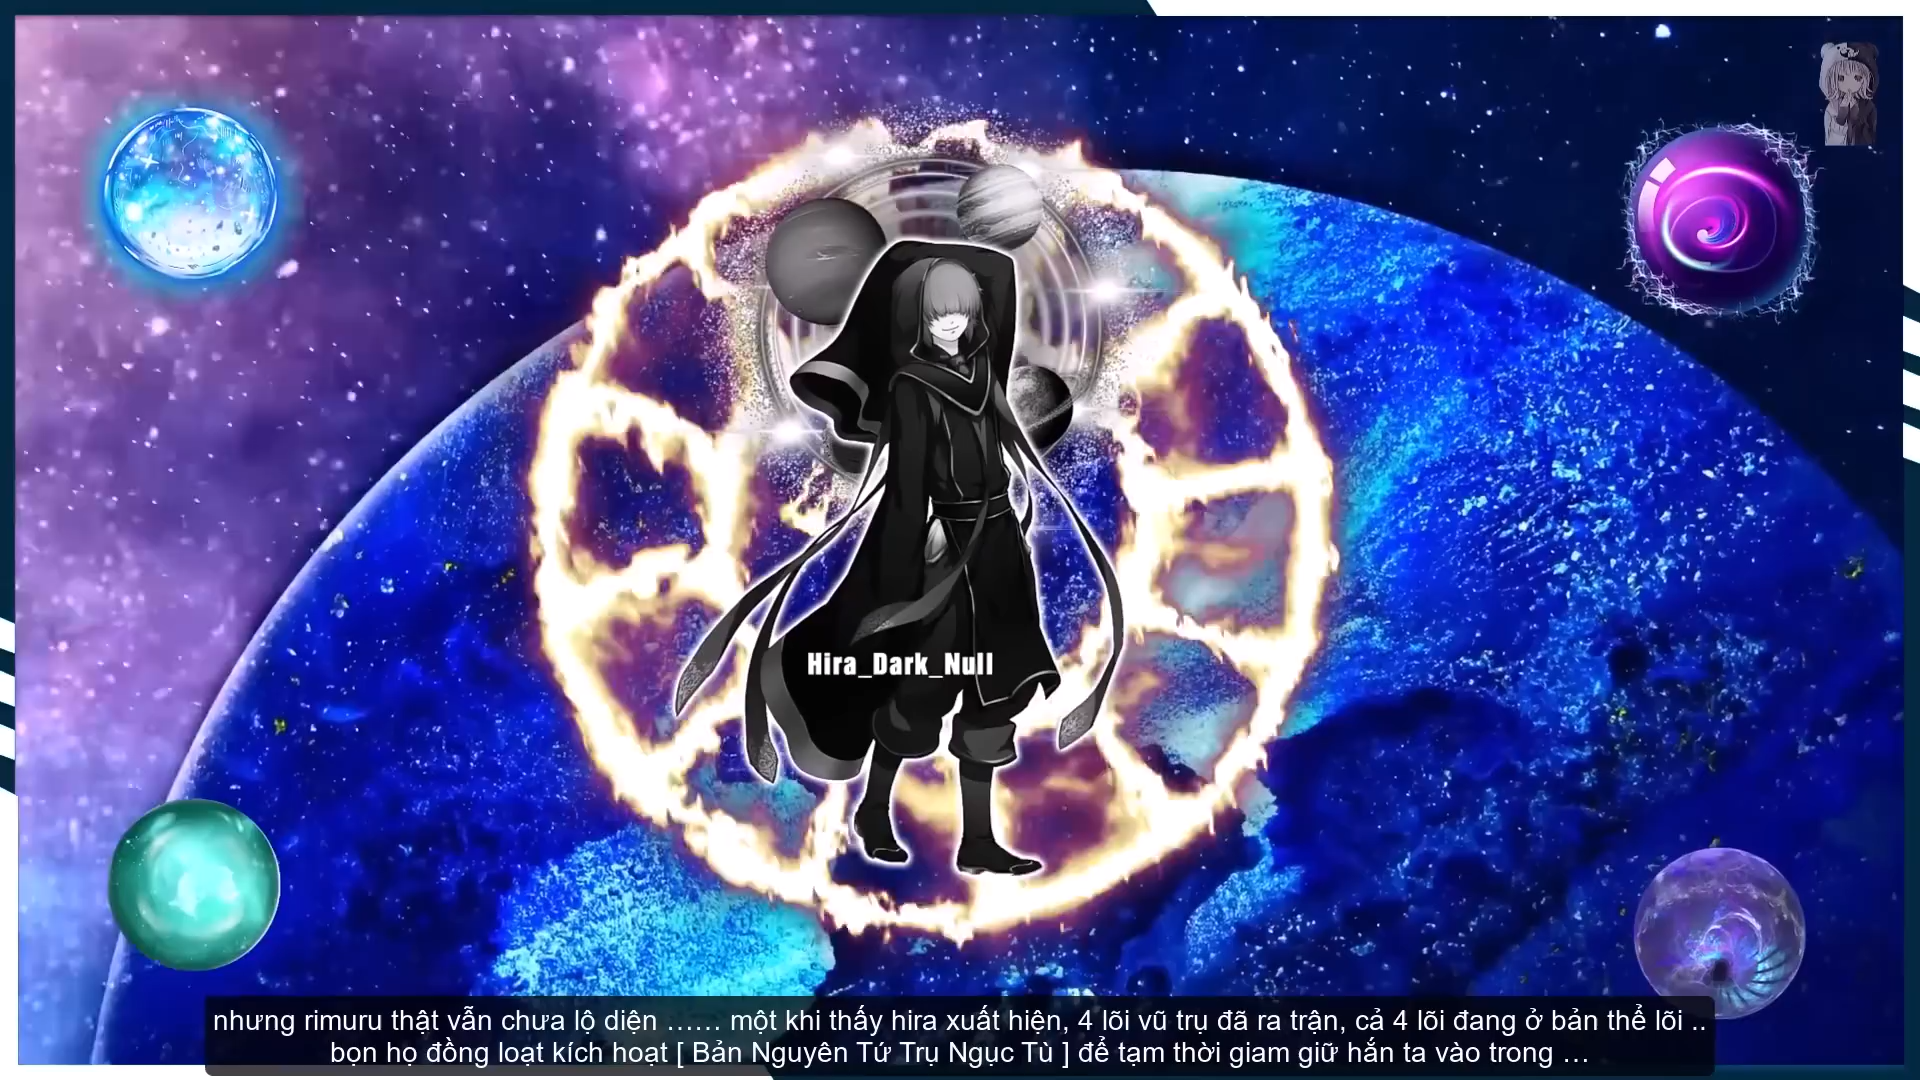 Hira_Dark_Null
nhưng rimuru thật vẫn chưa lộ diện …… một khi thấy hira xuất hiện, 4 lõi vũ trụ đã ra trận, cả 4 lõi đang ở bản thể lõi ..
bọn họ đồng loạt kích hoạt [ Bản Nguyên Tứ Trụ Ngục Tù ] để tạm thời giam giữ hắn ta vào trong …